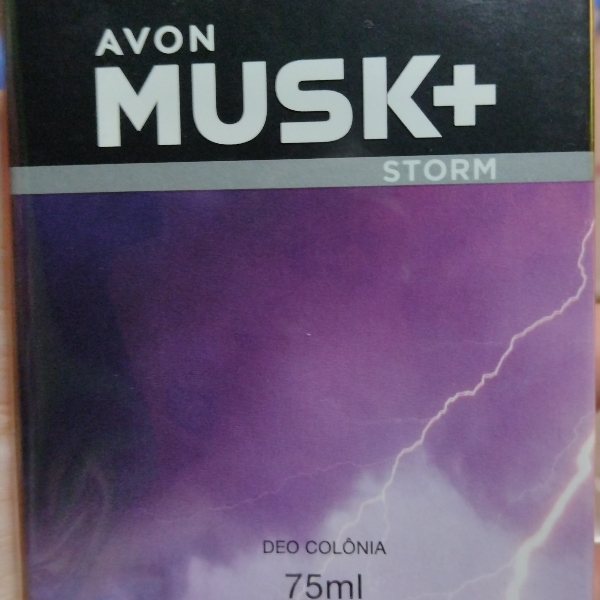 AVON
MUSK+
STORM
DEO COLÔNIA
75ml